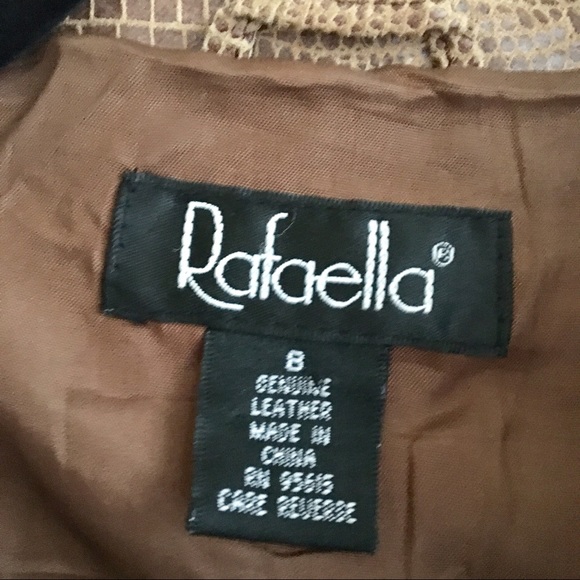 Rafaella®
8
GENUINE
LEATHER
MADE IN
CHINA
RN 95615
CARE REVERSE